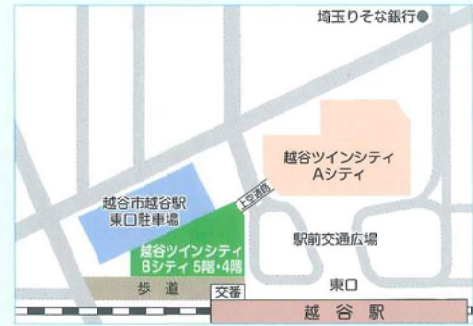 埼玉りそな銀行
越谷ツインシティ
Aシティ
上空通路
越谷市越谷駅
東口駐車場
越谷ツインシティ
Bシティ 5階・4階
駅前交通広場
歩道
交番
東口
越谷駅